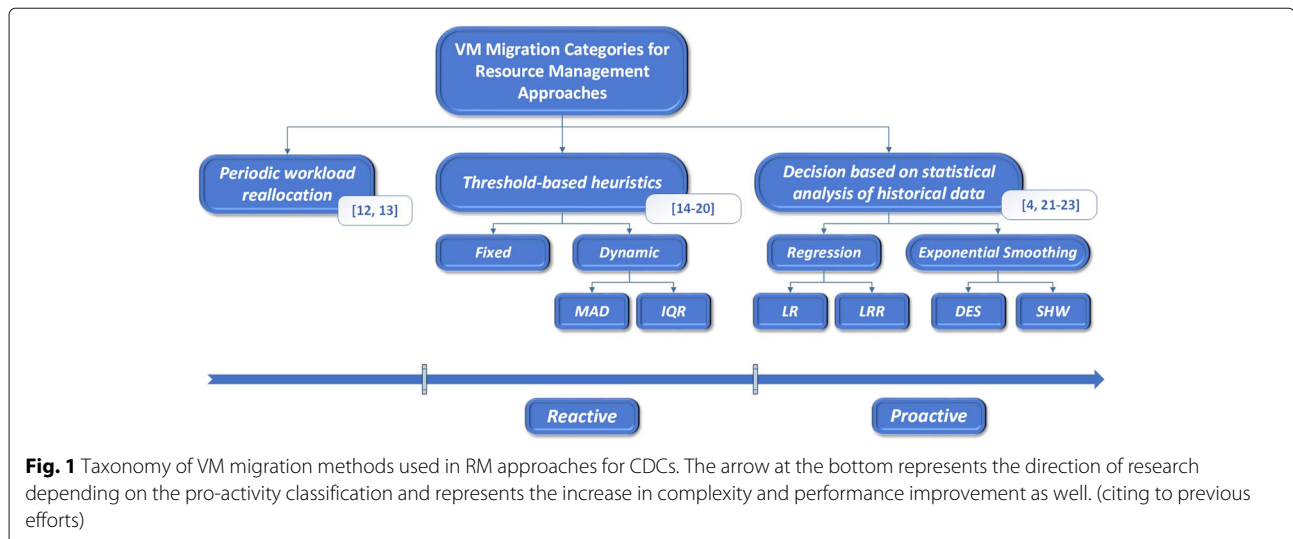 VM Migration Categories for
Resource Management
Approaches
Periodic workload
reallocation
[12, 13]
Threshold-based heuristics
[14-20]
Decision based on statistical
analysis of historical data
[4, 21-23]
Fixed
Dynamic
Regression
Exponential Smoothing
MAD
IQR
LR
LRR
DES
SHW
Reactive
Proactive
Fig. 1 Taxonomy of VM migration methods used in RM approaches for CDCs. The arrow at the bottom represents the direction of research
depending on the pro-activity classification and represents the increase in complexity and performance improvement as well. (citing to previous
efforts)